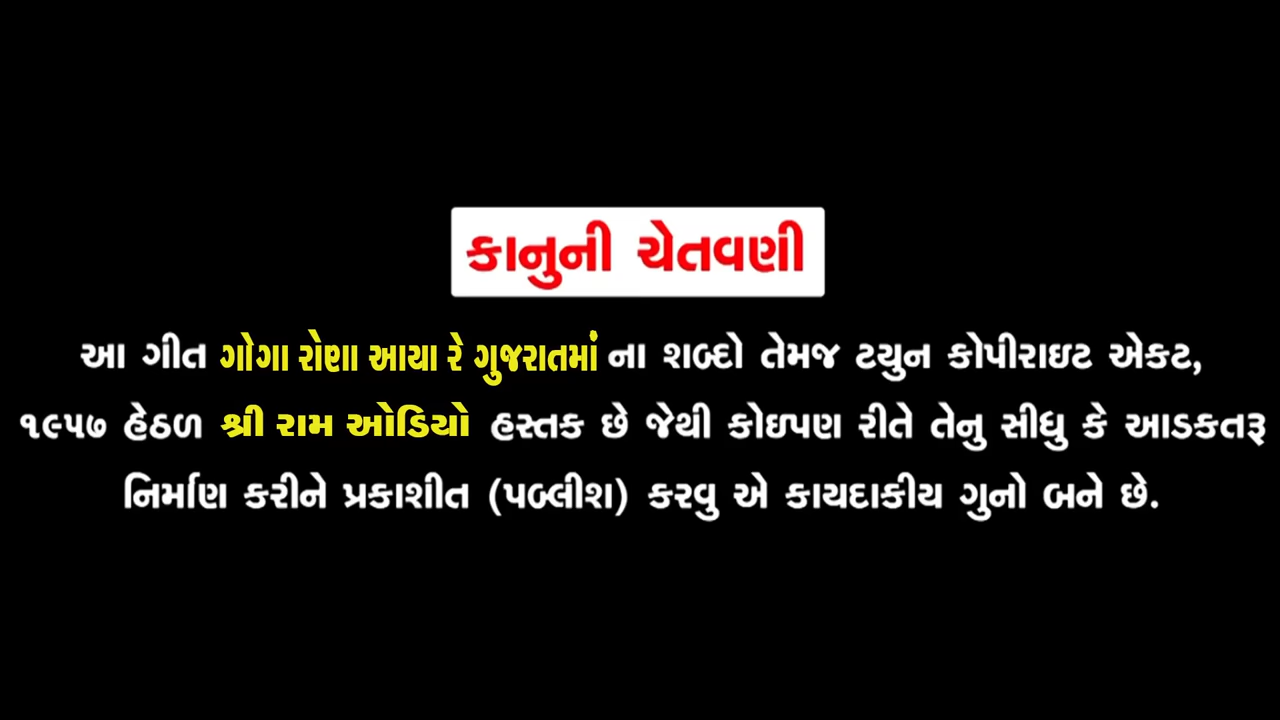 કાનુની ચેતવણી
આ ગીત ગોગા રોણા આયા રે ગુજરાતમાં ના શબ્દો તેમજ ટયુન કોપીરાઇટ એકટ,
૧૯૫૭ હેઠળ શ્રી રામ ઓડિયો હસ્તક છે જેથી કોઇપણ રીતે તેનુ સીધુ કે આડકતરૂ
નિર્માણ કરીને પ્રકાશીત (પબ્લીશ) કરવુ એ કાયદાકીય ગુનો બને છે.